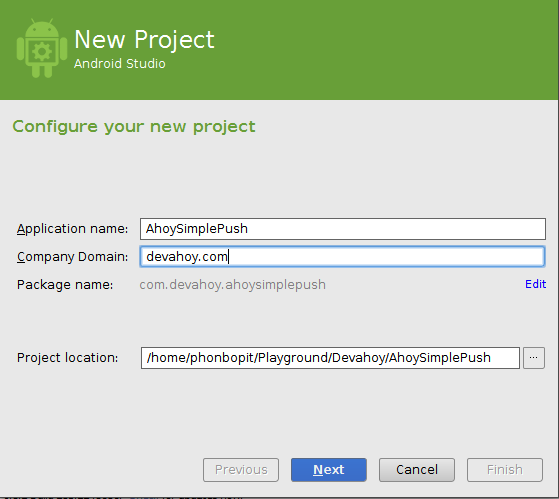 New Project
Android Studio
Configure your new project
Application name: AhoySimplePush
Company Domain: devahoy.com
Package name: com.devahoy.ahoysimplepush Edit
Project location: /home/phonbopit/Playground/Devahoy/AhoySimplePush ...
Previous Next Cancel Finish